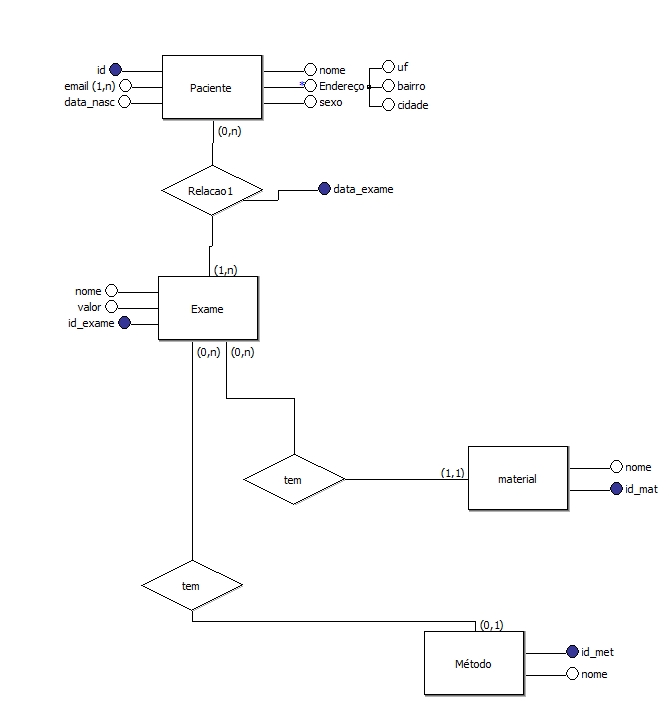 id
email (1,n)
data_nasc
Paciente
nome
* Endereço
sexo
uf
bairro
cidade
(0,n)
Relacao1
data_exame
(1,n)
nome
valor
id_exame
Exame
(0,n) (0,n)
tem
(1,1)
material
nome
id_mat
tem
(0,1)
Método
id_met
nome